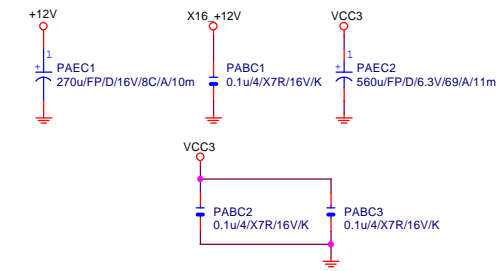 +12V
X16_+12V
VCC3
1
+
PAEC1
270u/FP/D/16V/8C/A/10m
PABC1
0.1u/4/X7R/16V/K
1
+
PAEC2
560u/FP/D/6.3V/69/A/11m
VCC3
PABC2
0.1u/4/X7R/16V/K
PABC3
0.1u/4/X7R/16V/K